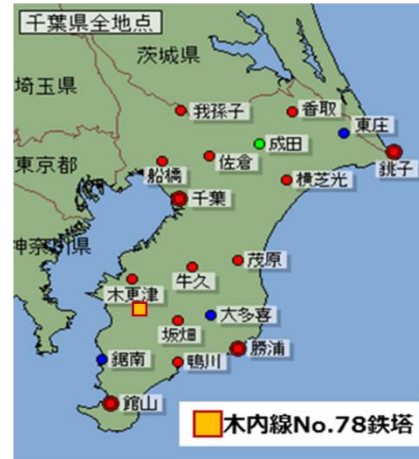 千葉県全地点
茨城県
埼玉県
我孫子
香取
東庄
成田
東京都
船橋
佐倉
銚子
横芝光
千葉
神奈川県
茂原
牛久
木更津
大多喜
坂畑
勝浦
鋸南
鴨川
館山
木内線No.78鉄塔